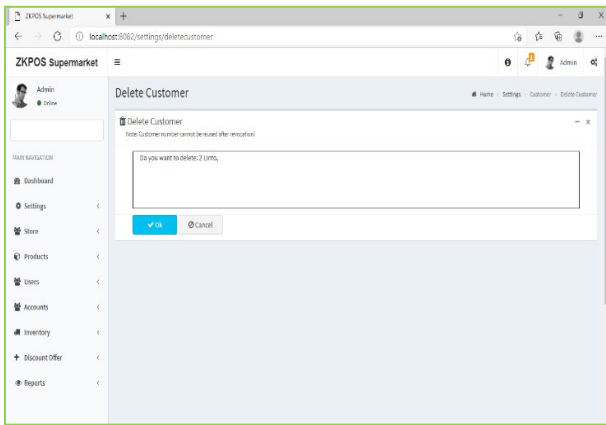 ZKPOS Supermarket
localhost:8082/settings/deletecustomer
ZKPOS Supermarket
Admin
Admin
Online
Delete Customer
Home Settings Customer Delete Customer
Delete Customer
Note: Customer number cannot be reused after revocation!
MAIN NAVIGATION
Do you want to delete: 2 Linto,
Dashboard
Settings
Ok
Cancel
Store
Products
Users
Accounts
Inventory
Discount Offer
Reports